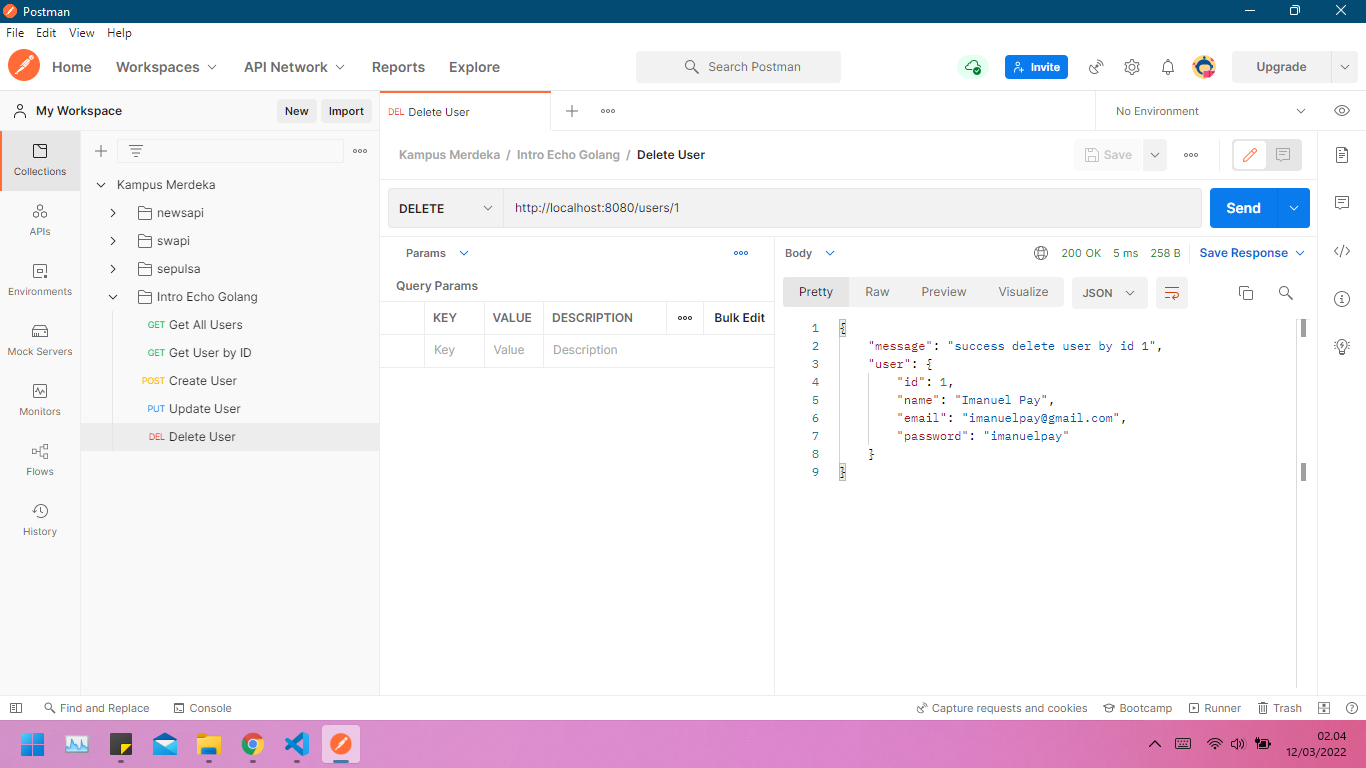 Postman
File Edit View Help
Home Workspaces API Network Reports Explore Search Postman Invite Upgrade
My Workspace New Import DEL Delete User No Environment
Collections
APIs
Environments
Mock Servers
Monitors
Flows
History
Kampus Merdeka
newsapi
swapi
sepulsa
Intro Echo Golang
GET Get All Users
GET Get User by ID
POST Create User
PUT Update User
DEL Delete User
Kampus Merdeka / Intro Echo Golang / Delete User Save
DELETE http://localhost:8080/users/1 Send
Params
Query Params
KEY VALUE DESCRIPTION Bulk Edit
Key Value Description
Body 200 OK 5 ms 258 B Save Response
Pretty Raw Preview Visualize JSON
1 {
2 "message": "success delete user by id 1",
3 "user": {
4 "id": 1,
5 "name": "Imanuel Pay",
6 "email": "imanuelpay@gmail.com",
7 "password": "imanuelpay"
8 }
9 }
Find and Replace Console Capture requests and cookies Bootcamp Runner Trash
02.04
12/03/2022